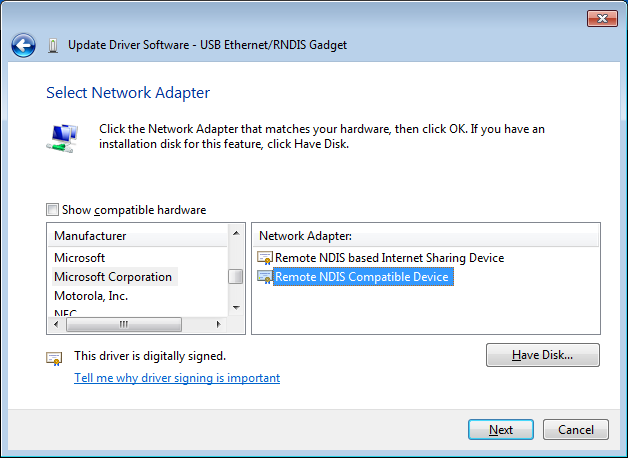 Update Driver Software - USB Ethernet/RNDIS Gadget
Select Network Adapter
Click the Network Adapter that matches your hardware, then click OK. If you have an
installation disk for this feature, click Have Disk.
Show compatible hardware
Manufacturer
Microsoft
Microsoft Corporation
Motorola, Inc.
NEC
Network Adapter:
Remote NDIS based Internet Sharing Device
Remote NDIS Compatible Device
This driver is digitally signed.
Tell me why driver signing is important
Have Disk...
Next
Cancel